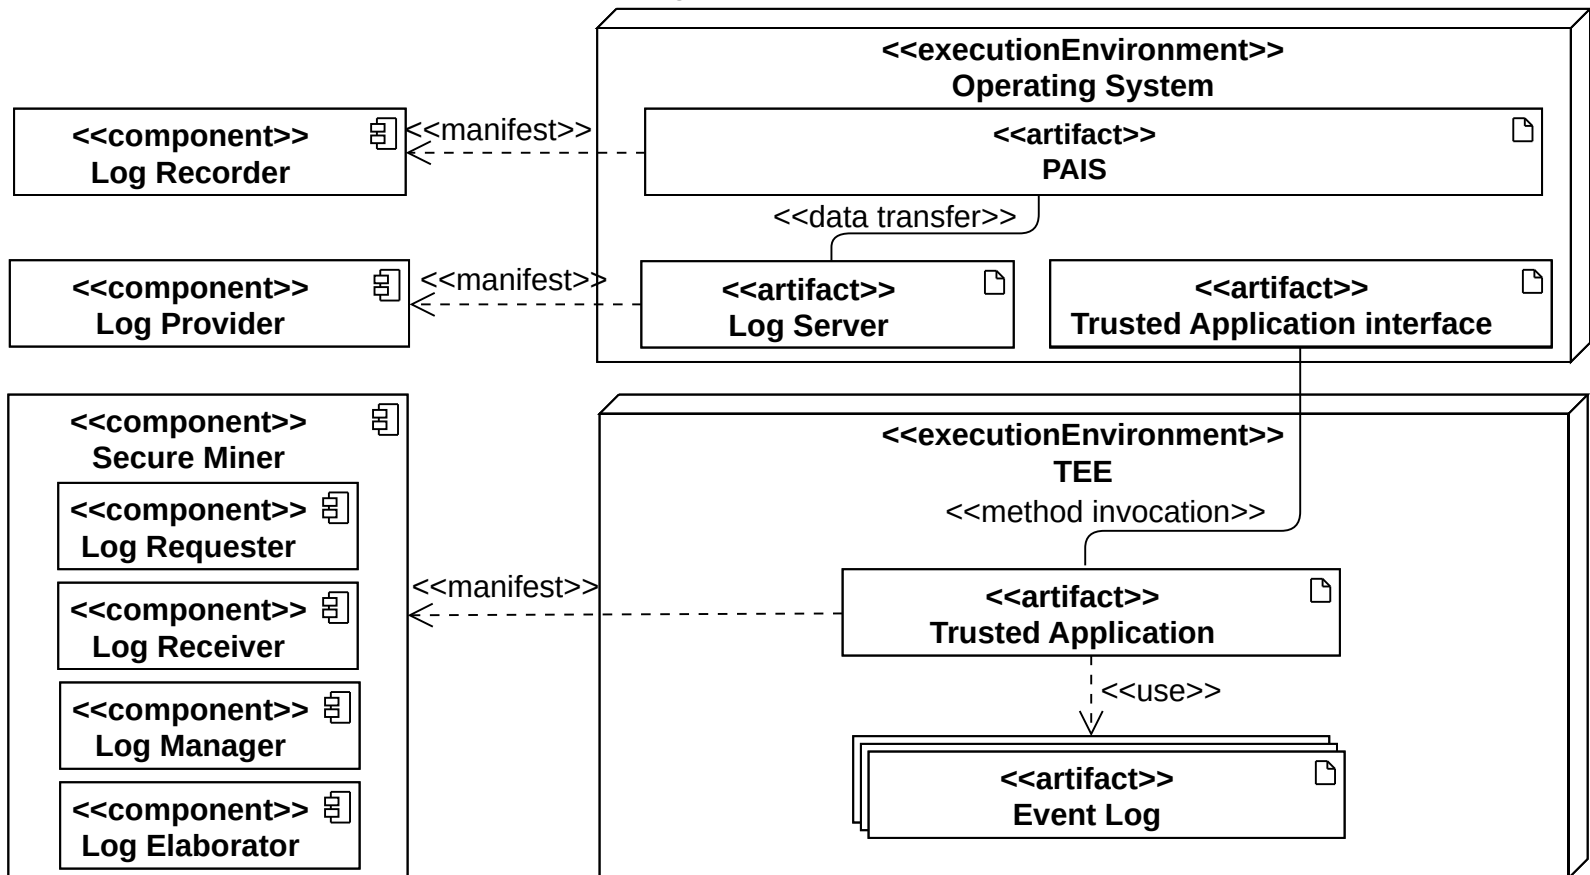 <<executionEnvironment>>
Operating System
<<component>>
Log Recorder
<<manifest>>
<<artifact>>
PAIS
<<data transfer>>
<<component>>
Log Provider
<<manifest>>
<<artifact>>
Log Server
<<artifact>>
Trusted Application interface
<<component>>
Secure Miner
<<component>>
Log Requester
<<component>>
Log Receiver
<<component>>
Log Manager
<<component>>
Log Elaborator
<<manifest>>
<<executionEnvironment>>
TEE
<<method invocation>>
<<artifact>>
Trusted Application
<<use>>
<<artifact>>
Event Log